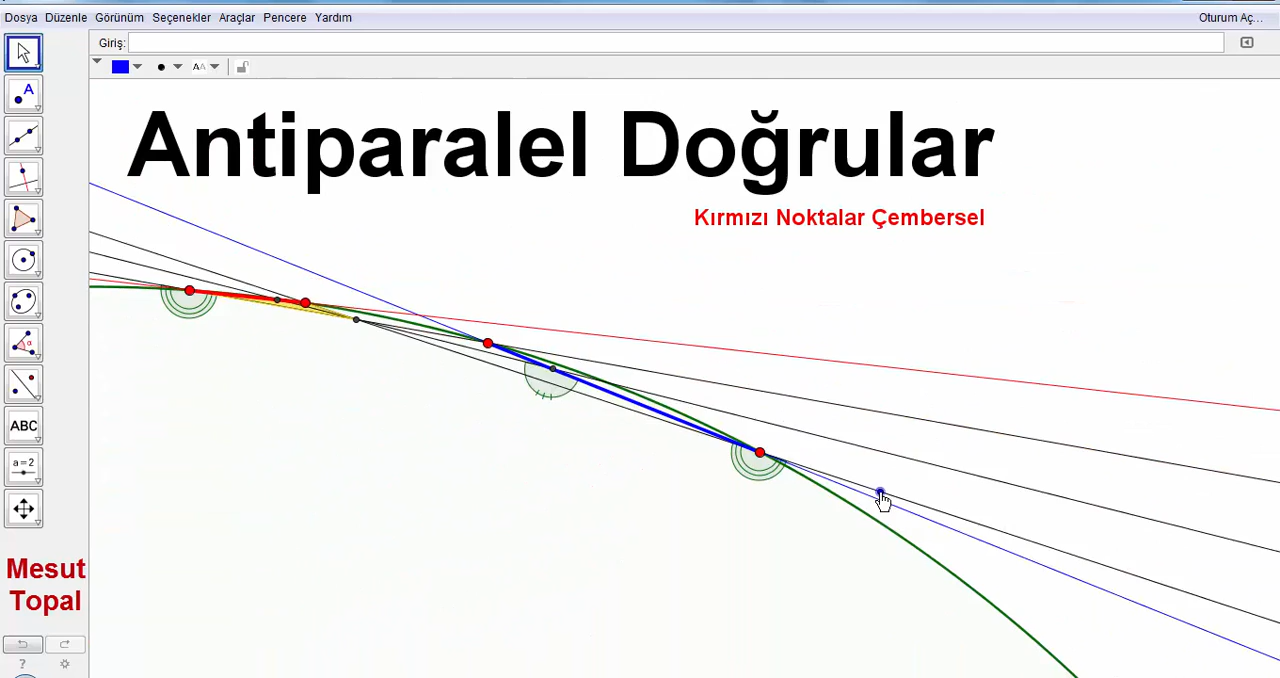 Dosya Düzenle Görünüm Seçenekler Araçlar Pencere Yardım Oturum Aç...
Giriş:
AA
Antiparalel Doğrular
Kırmızı Noktalar Çembersel
A
α
ABC
a=2
Mesut
Topal
?